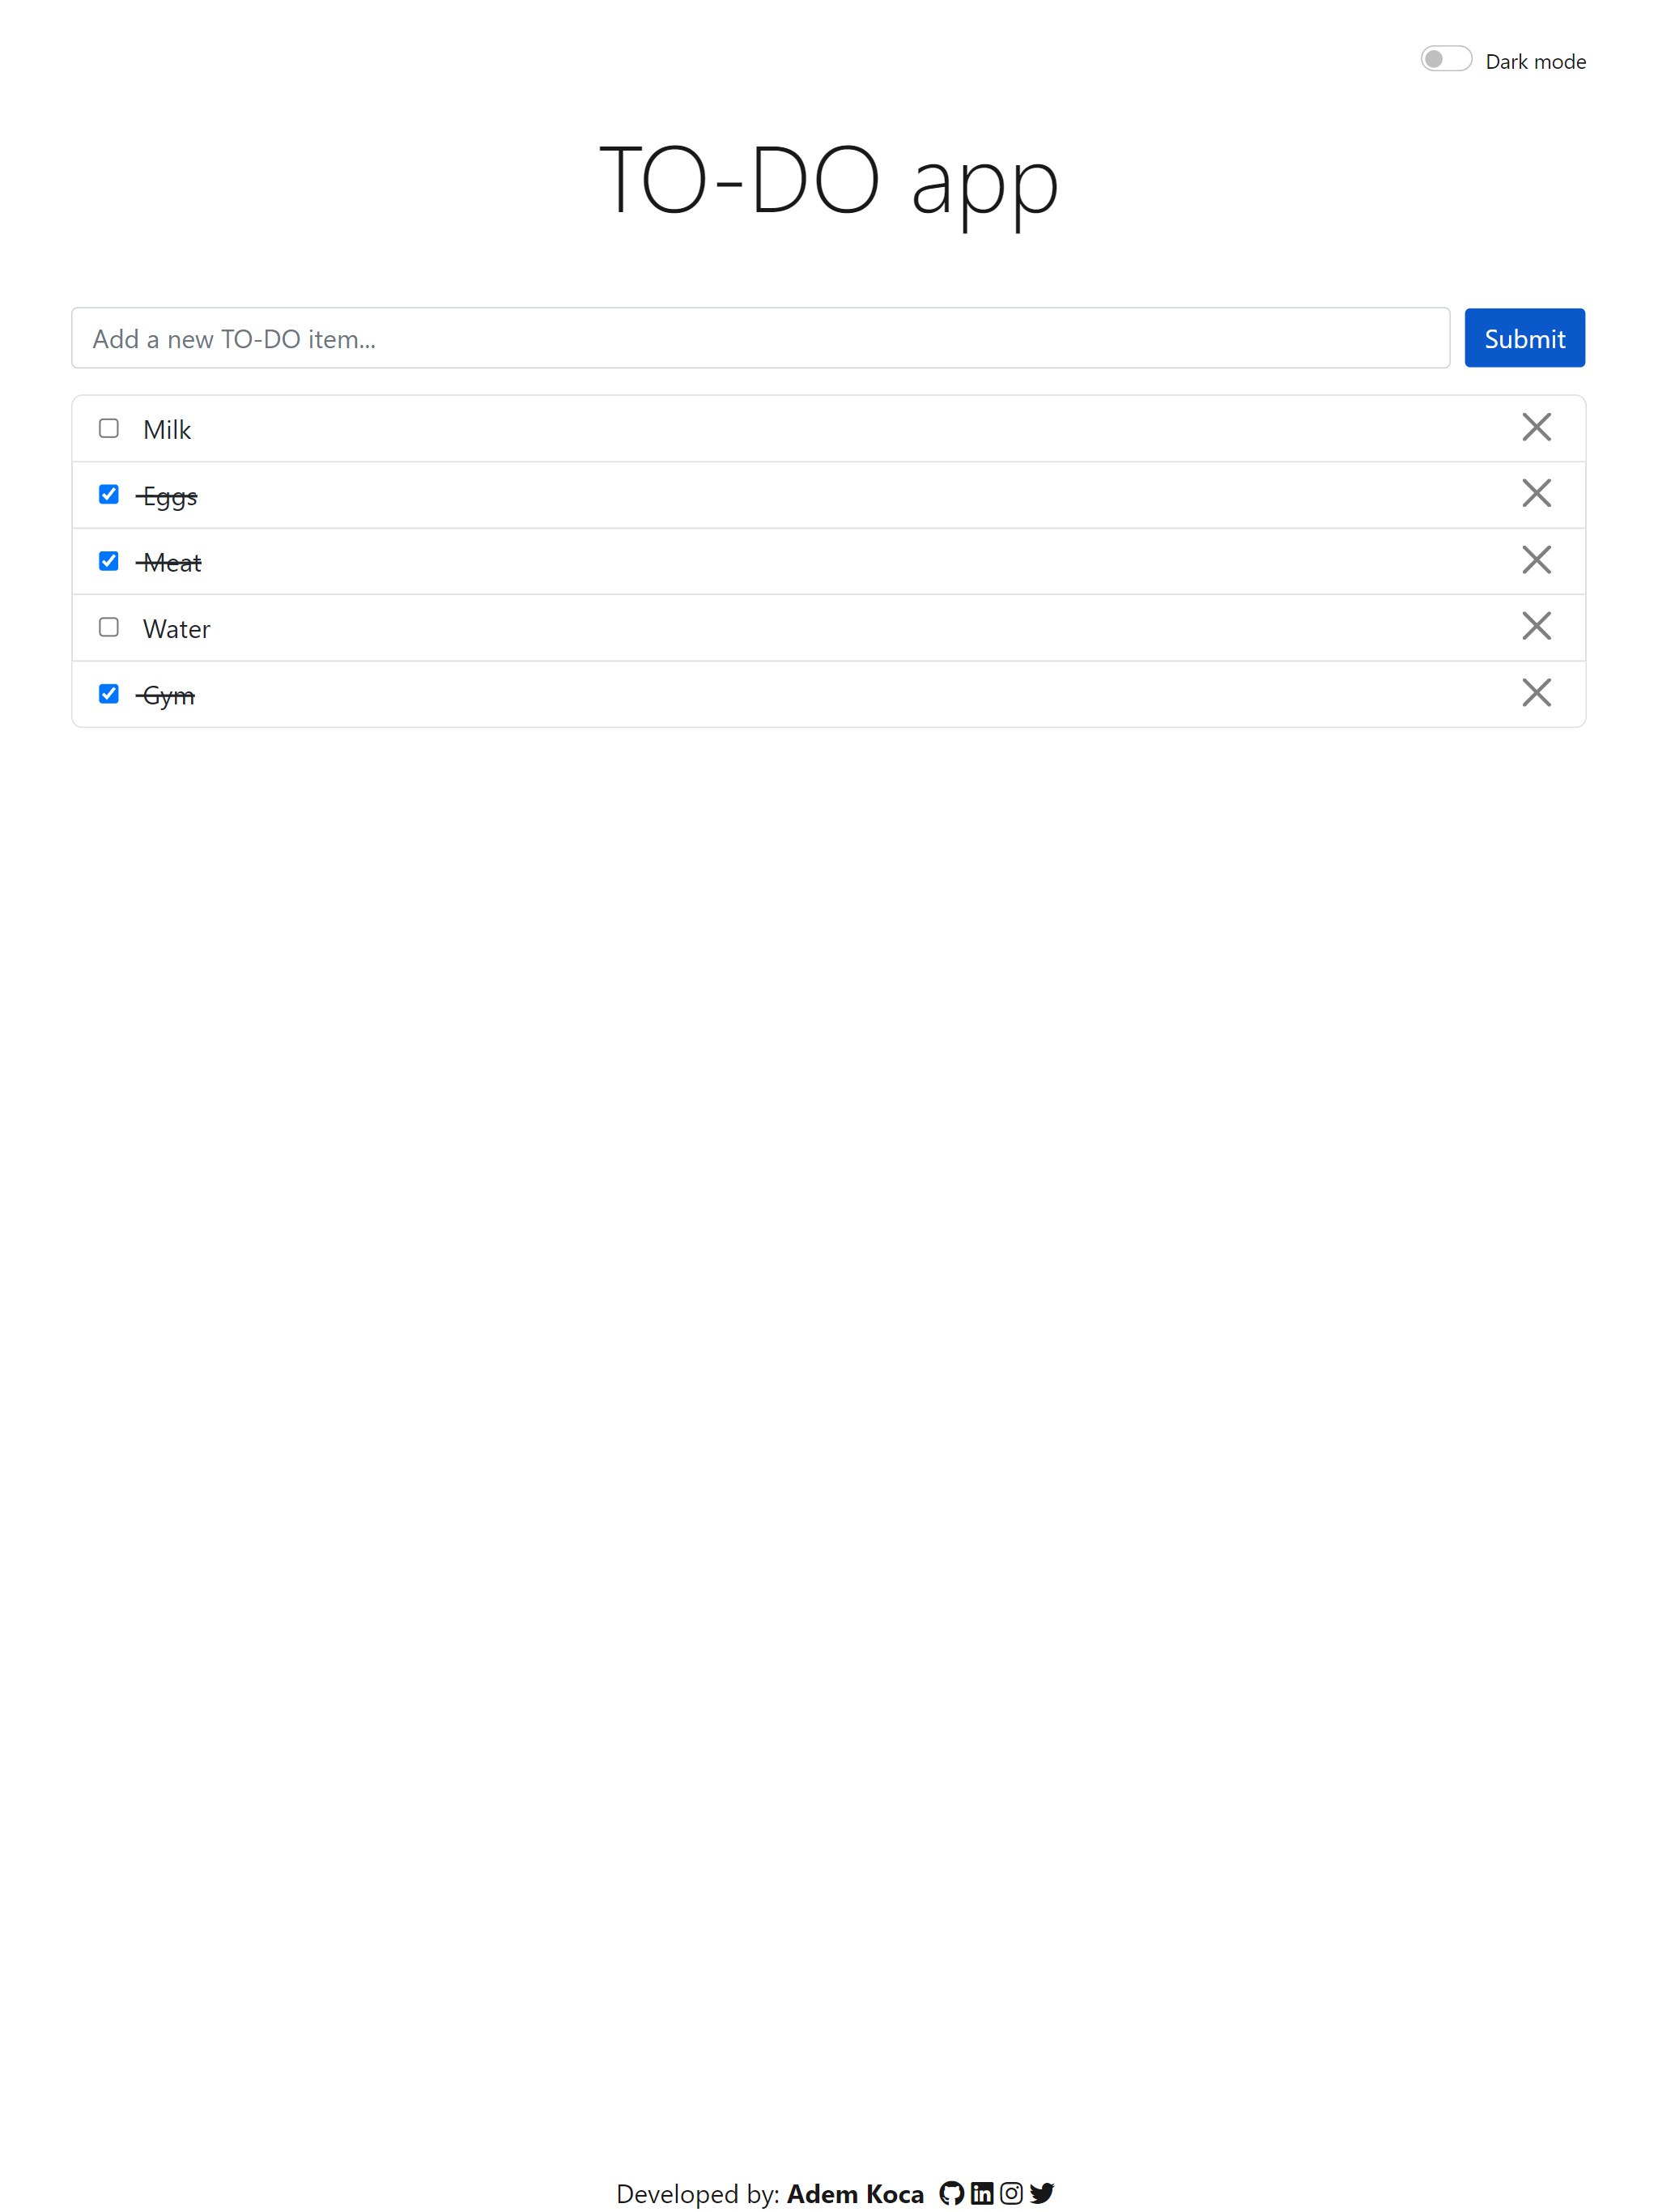 Dark mode
TO-DO app
Add a new TO-DO item...
Submit
Milk
Eggs
Meat
Water
Gym
Developed by: Adem Koca